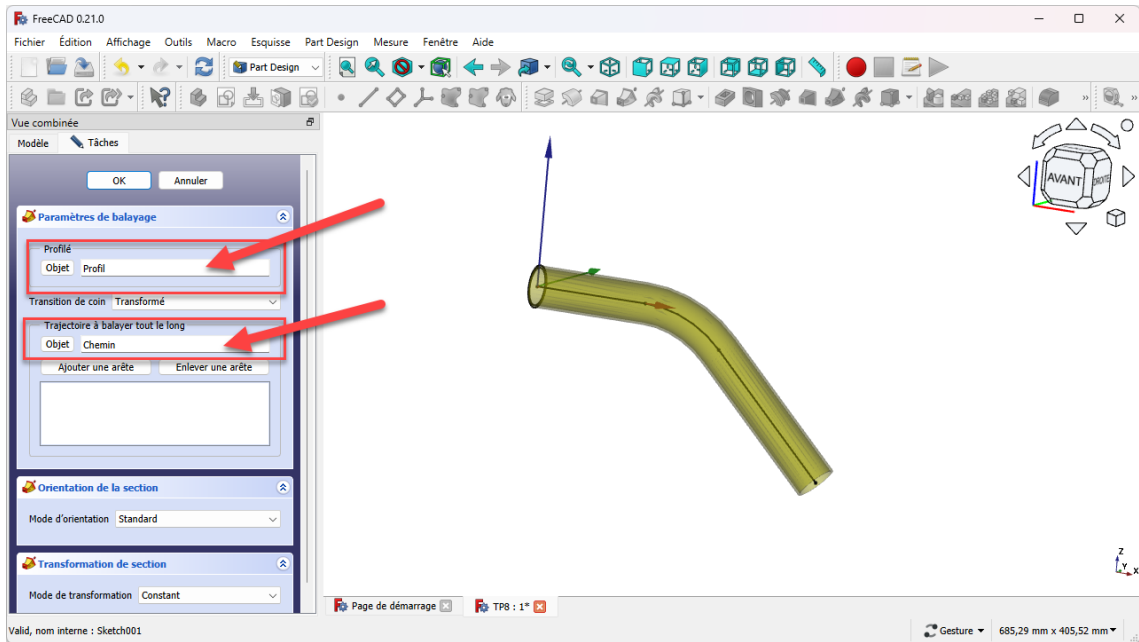 FreeCAD 0.21.0
Fichier Édition Affichage Outils Macro Esquisse Part Design Mesure Fenêtre Aide
Part Design
Vue combinée
Modèle Tâches
OK Annuler
Paramètres de balayage
Profilé
Objet Profil
Transition de coin Transformé
Trajectoire à balayer tout le long
Objet Chemin
Ajouter une arête Enlever une arête
Orientation de la section
Mode d'orientation Standard
Transformation de section
Mode de transformation Constant
AVANT DROITE
Z
Y
X
Page de démarrage TP8 : 1*
Valid, nom interne : Sketch001
Gesture 685,29 mm x 405,52 mm